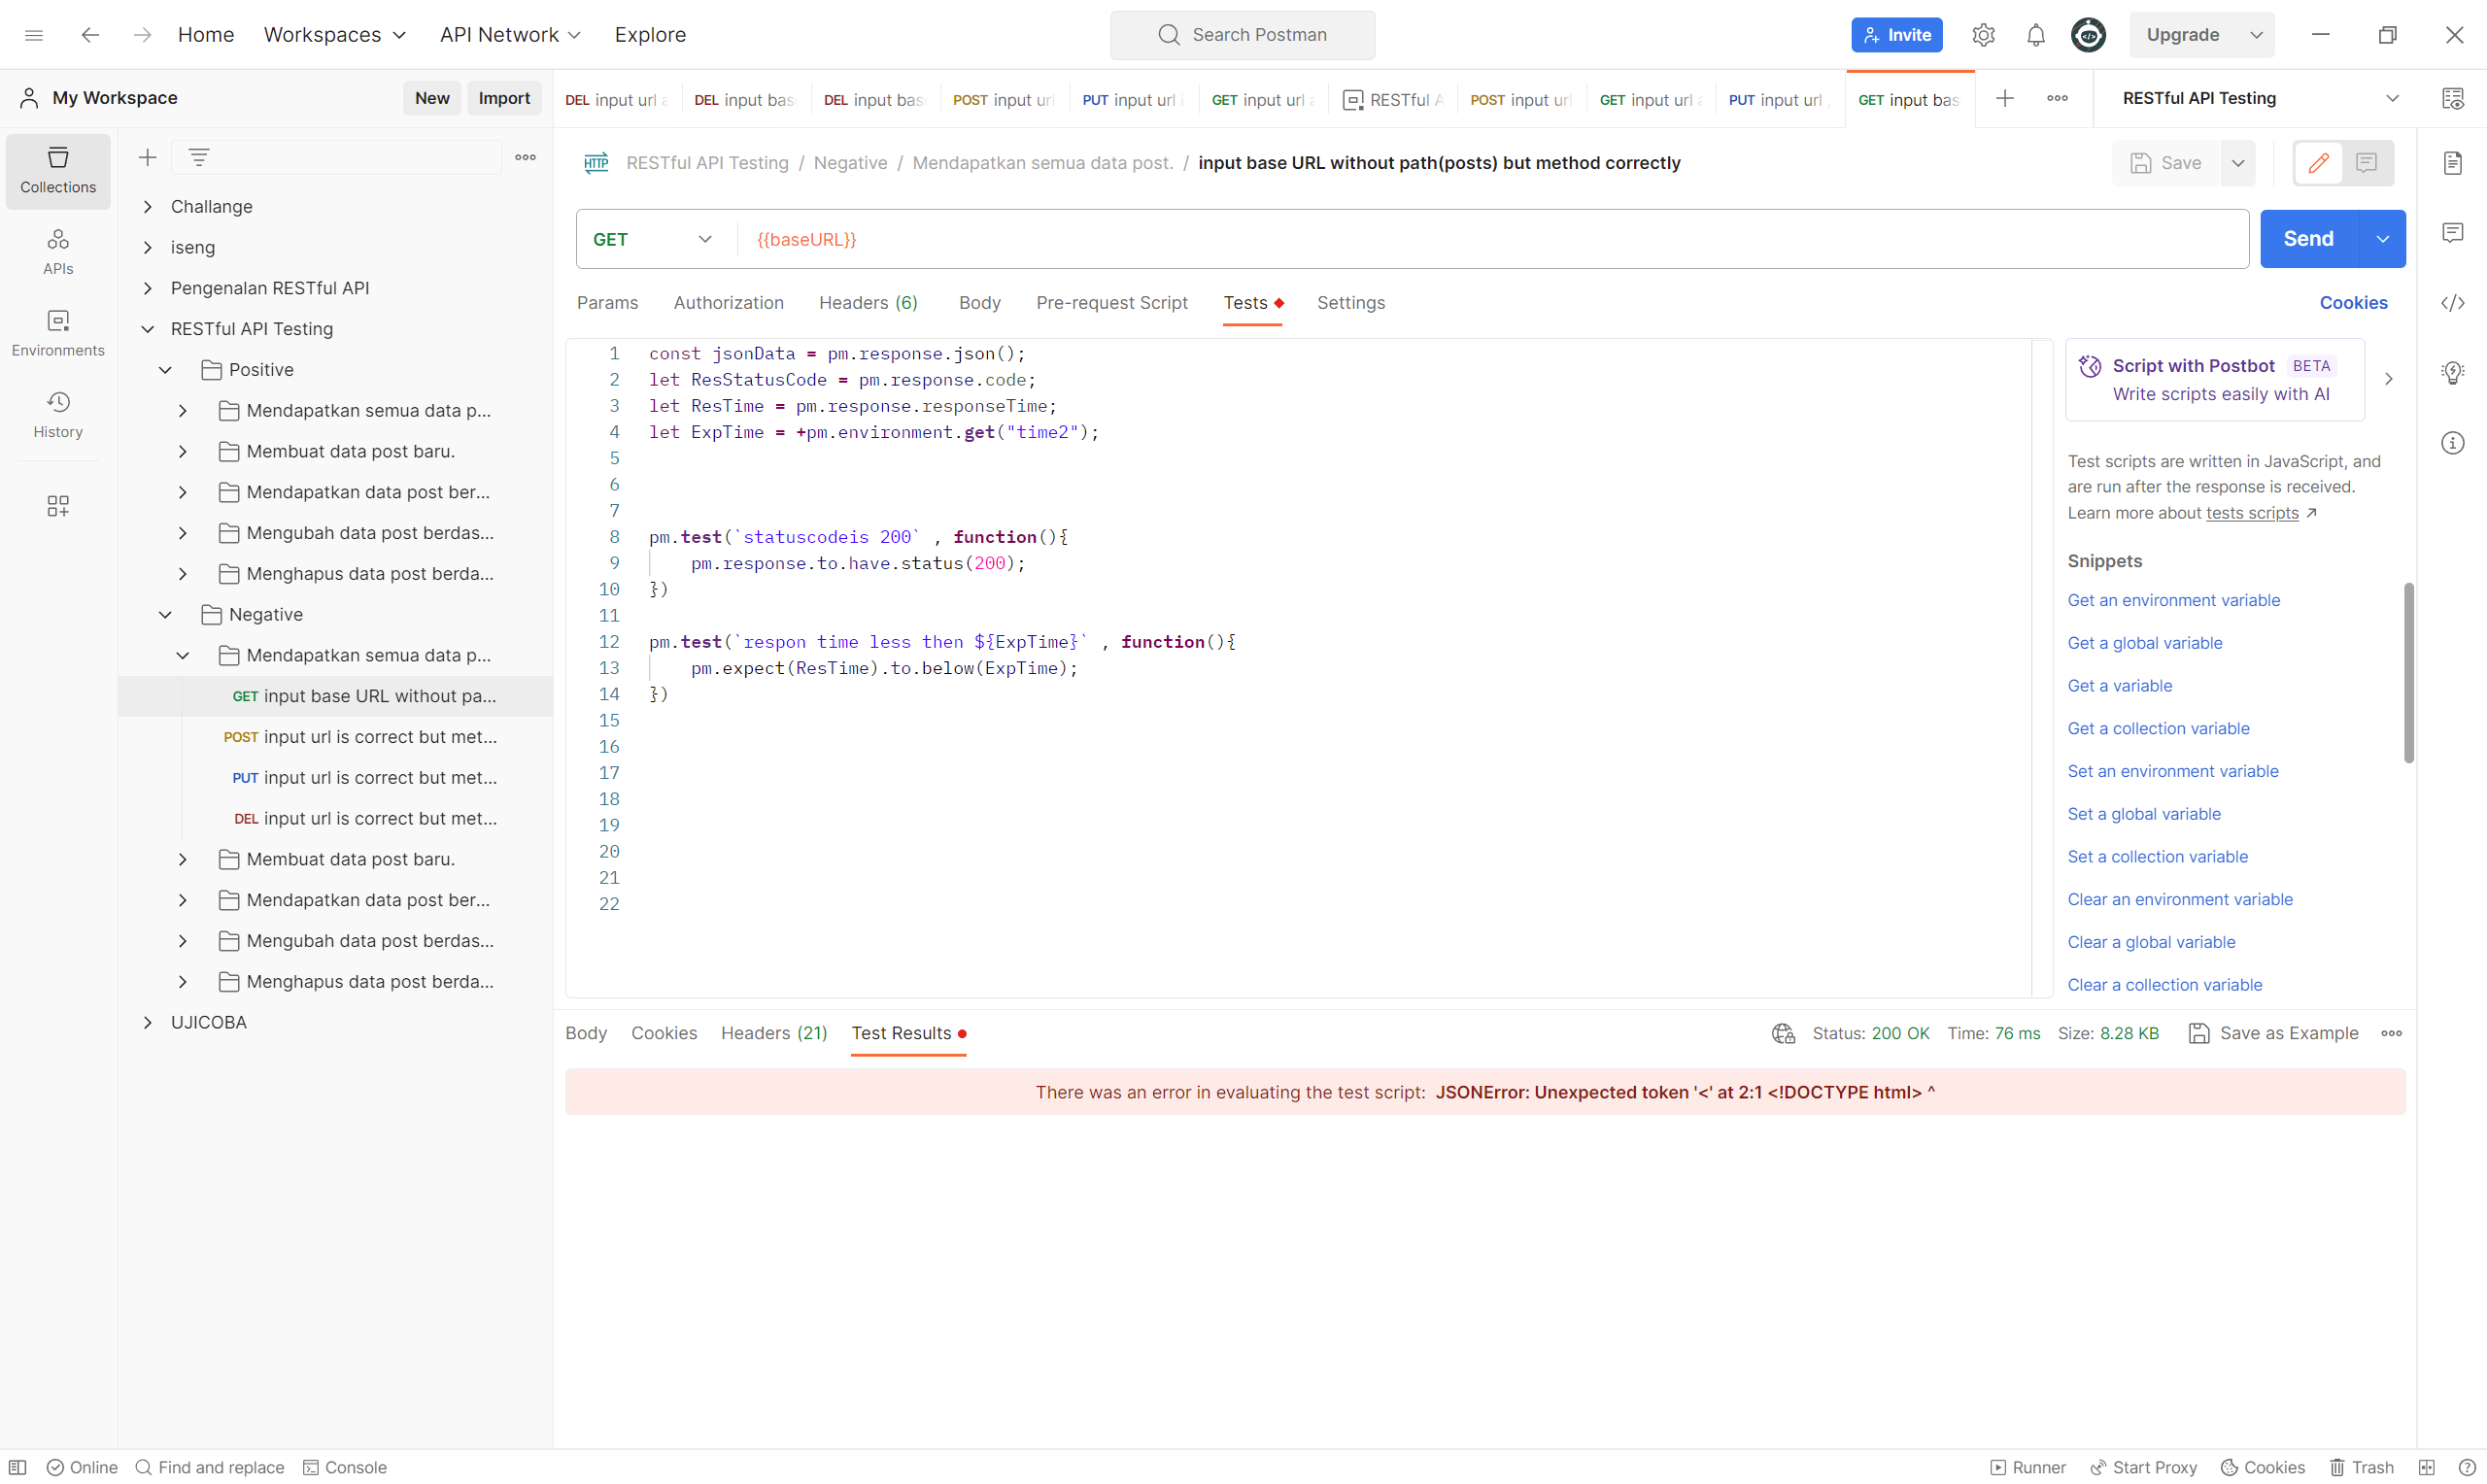 Home
Workspaces
API Network
Explore
Search Postman
Invite
Upgrade
My Workspace
New
Import
DEL input url
DEL input bas
DEL input bas
POST input url
PUT input url
GET input url
RESTful A
POST input url
GET input url
PUT input url
GET input bas
RESTful API Testing
Collections
APIs
Environments
History
Challange
iseng
Pengenalan RESTful API
RESTful API Testing
Positive
Mendapatkan semua data p...
Membuat data post baru.
Mendapatkan data post ber...
Mengubah data post berdas...
Menghapus data post berda...
Negative
Mendapatkan semua data p...
GET input base URL without pa...
POST input url is correct but met...
PUT input url is correct but met...
DEL input url is correct but met...
Membuat data post baru.
Mendapatkan data post ber...
Mengubah data post berdas...
Menghapus data post berda...
UJICOBA
HTTP RESTful API Testing / Negative / Mendapatkan semua data post. / input base URL without path(posts) but method correctly
Save
GET {{baseURL}}
Send
Params Authorization Headers (6) Body Pre-request Script Tests Settings
Cookies
1 const jsonData = pm.response.json();
2 let ResStatusCode = pm.response.code;
3 let ResTime = pm.response.responseTime;
4 let ExpTime = +pm.environment.get("time2");
5
6
7
8 pm.test(`statuscodeis 200` , function(){
9 pm.response.to.have.status(200);
10 })
11
12 pm.test(`respon time less then ${ExpTime}` , function(){
13 pm.expect(ResTime).to.below(ExpTime);
14 })
15
16
17
18
19
20
21
22
Script with Postbot BETA
Write scripts easily with AI
Test scripts are written in JavaScript, and
are run after the response is received.
Learn more about tests scripts
Snippets
Get an environment variable
Get a global variable
Get a variable
Get a collection variable
Set an environment variable
Set a global variable
Set a collection variable
Clear an environment variable
Clear a global variable
Clear a collection variable
Body Cookies Headers (21) Test Results
Status: 200 OK Time: 76 ms Size: 8.28 KB Save as Example
There was an error in evaluating the test script: JSONError: Unexpected token '<' at 2:1 <!DOCTYPE html> ^
Online Find and replace Console
Runner Start Proxy Cookies Trash